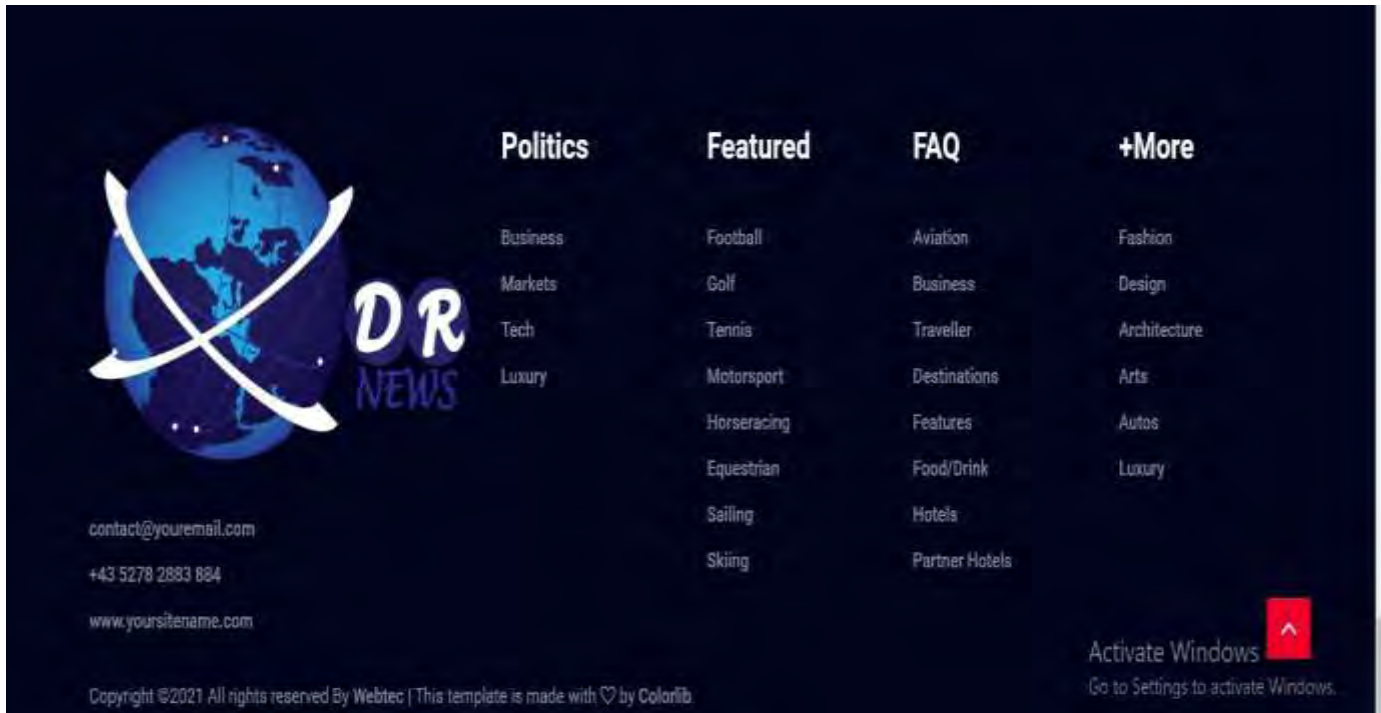 DR
NEWS
contact@youremail.com
+43 5278 2883 884
www.yoursitename.com
Politics
Business
Markets
Tech
Luxury
Featured
Football
Golf
Tennis
Motorsport
Horseracing
Equestrian
Sailing
Skiing
FAQ
Aviation
Business
Traveller
Destinations
Features
Food/Drink
Hotels
Partner Hotels
+More
Fashion
Design
Architecture
Arts
Autos
Luxury
Activate Windows
Go to Settings to activate Windows.
Copyright ©2021 All rights reserved By Webtec | This template is made with ♡ by Colorlib